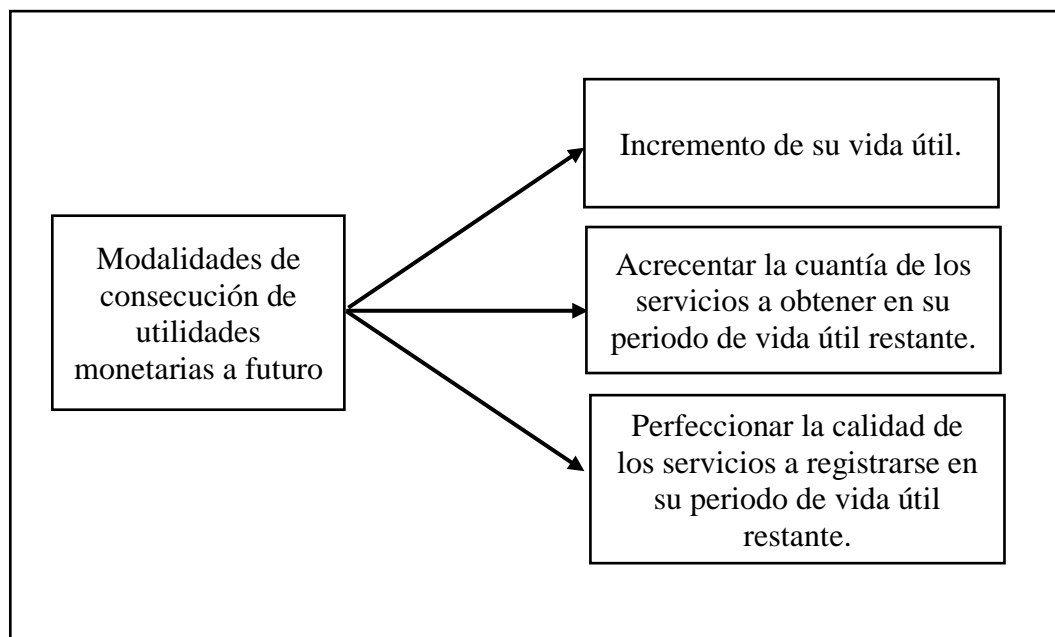 Modalidades de
consecución de
utilidades
monetarias a futuro
Incremento de su vida útil.
Acrecentar la cuantía de los
servicios a obtener en su
periodo de vida útil restante.
Perfeccionar la calidad de
los servicios a registrarse en
su periodo de vida útil
restante.